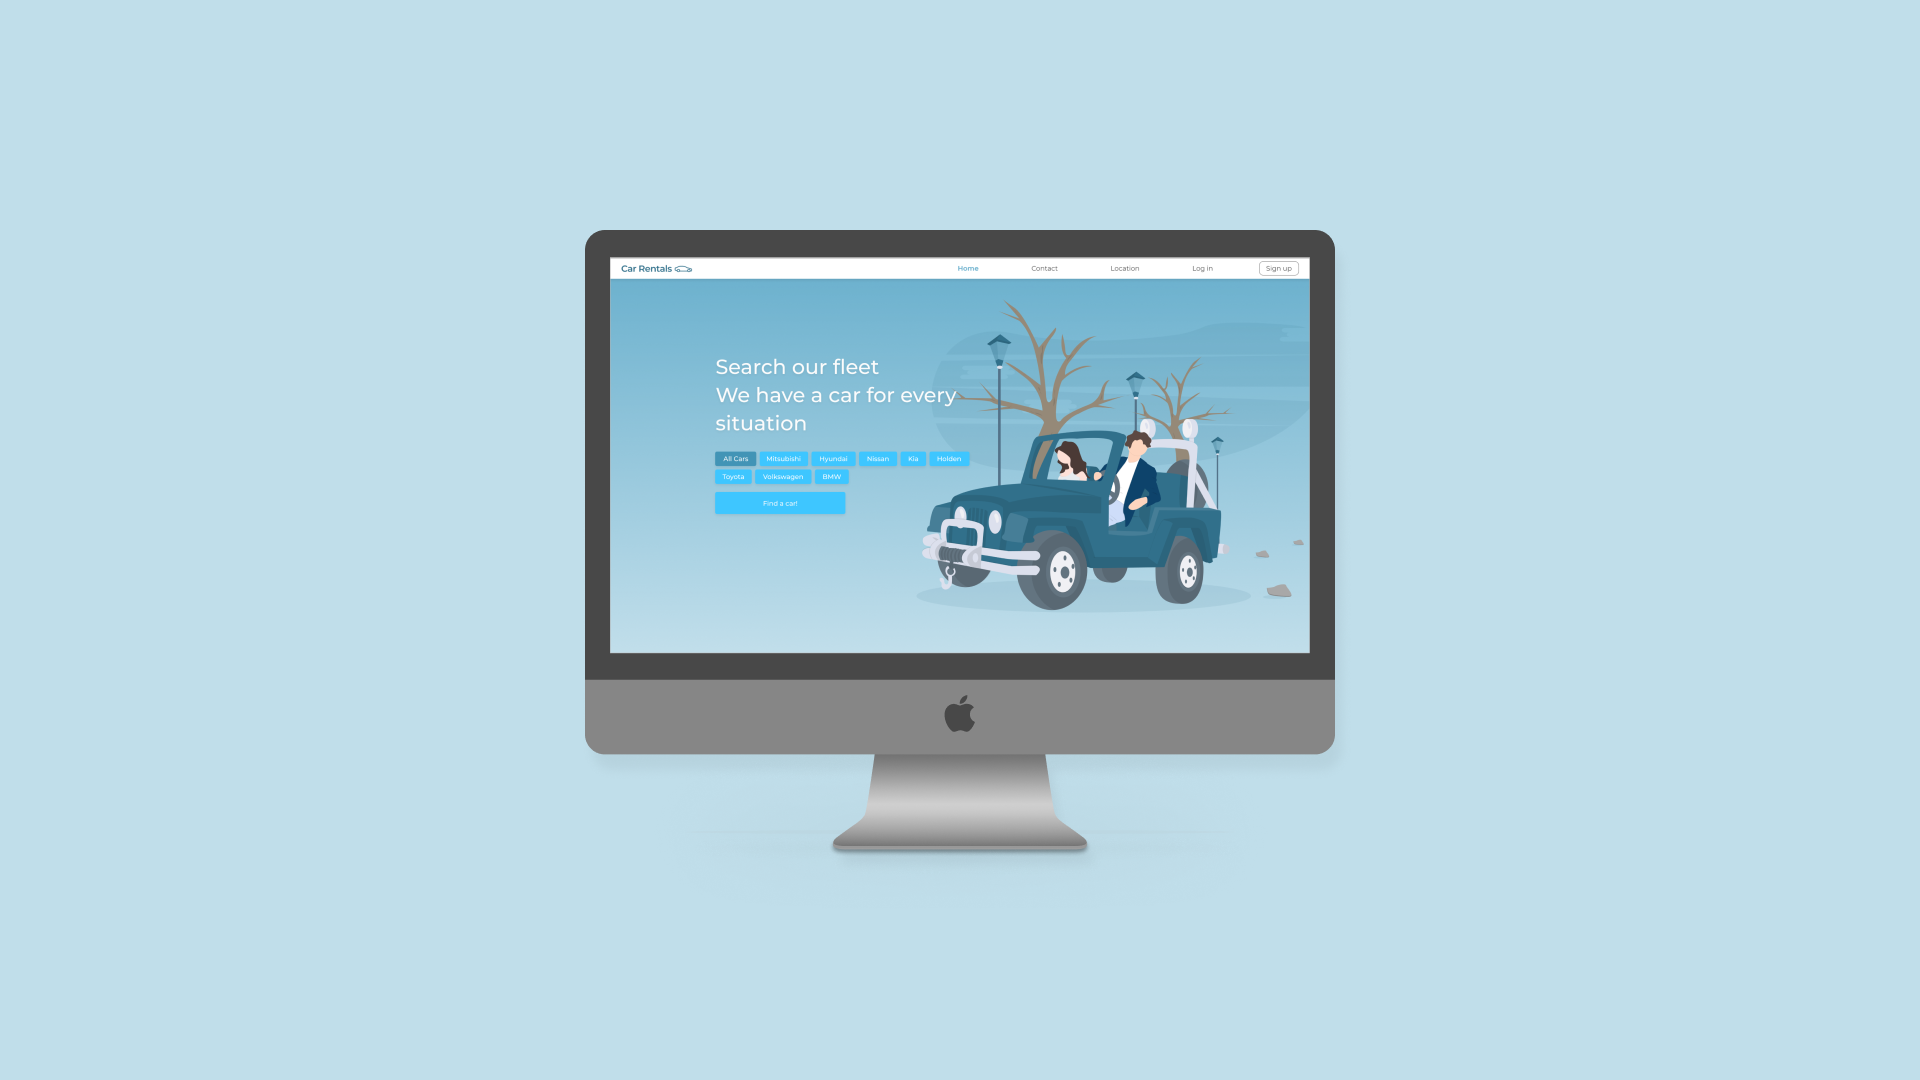 Car Rentals
Home Contact Location Log in Sign up
Search our fleet
We have a car for every
situation
All Cars Mitsubishi Hyundai Nissan Kia Holden
Toyota Volkswagen BMW
Find a car!